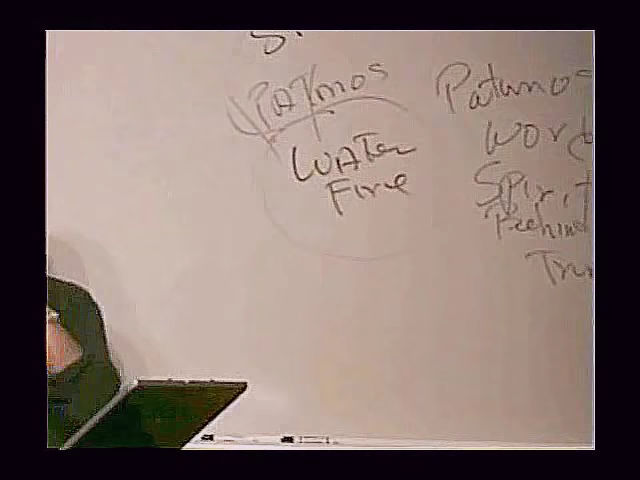 S.
PATmos
WATer
Fire
Patmos
Word
Spirit